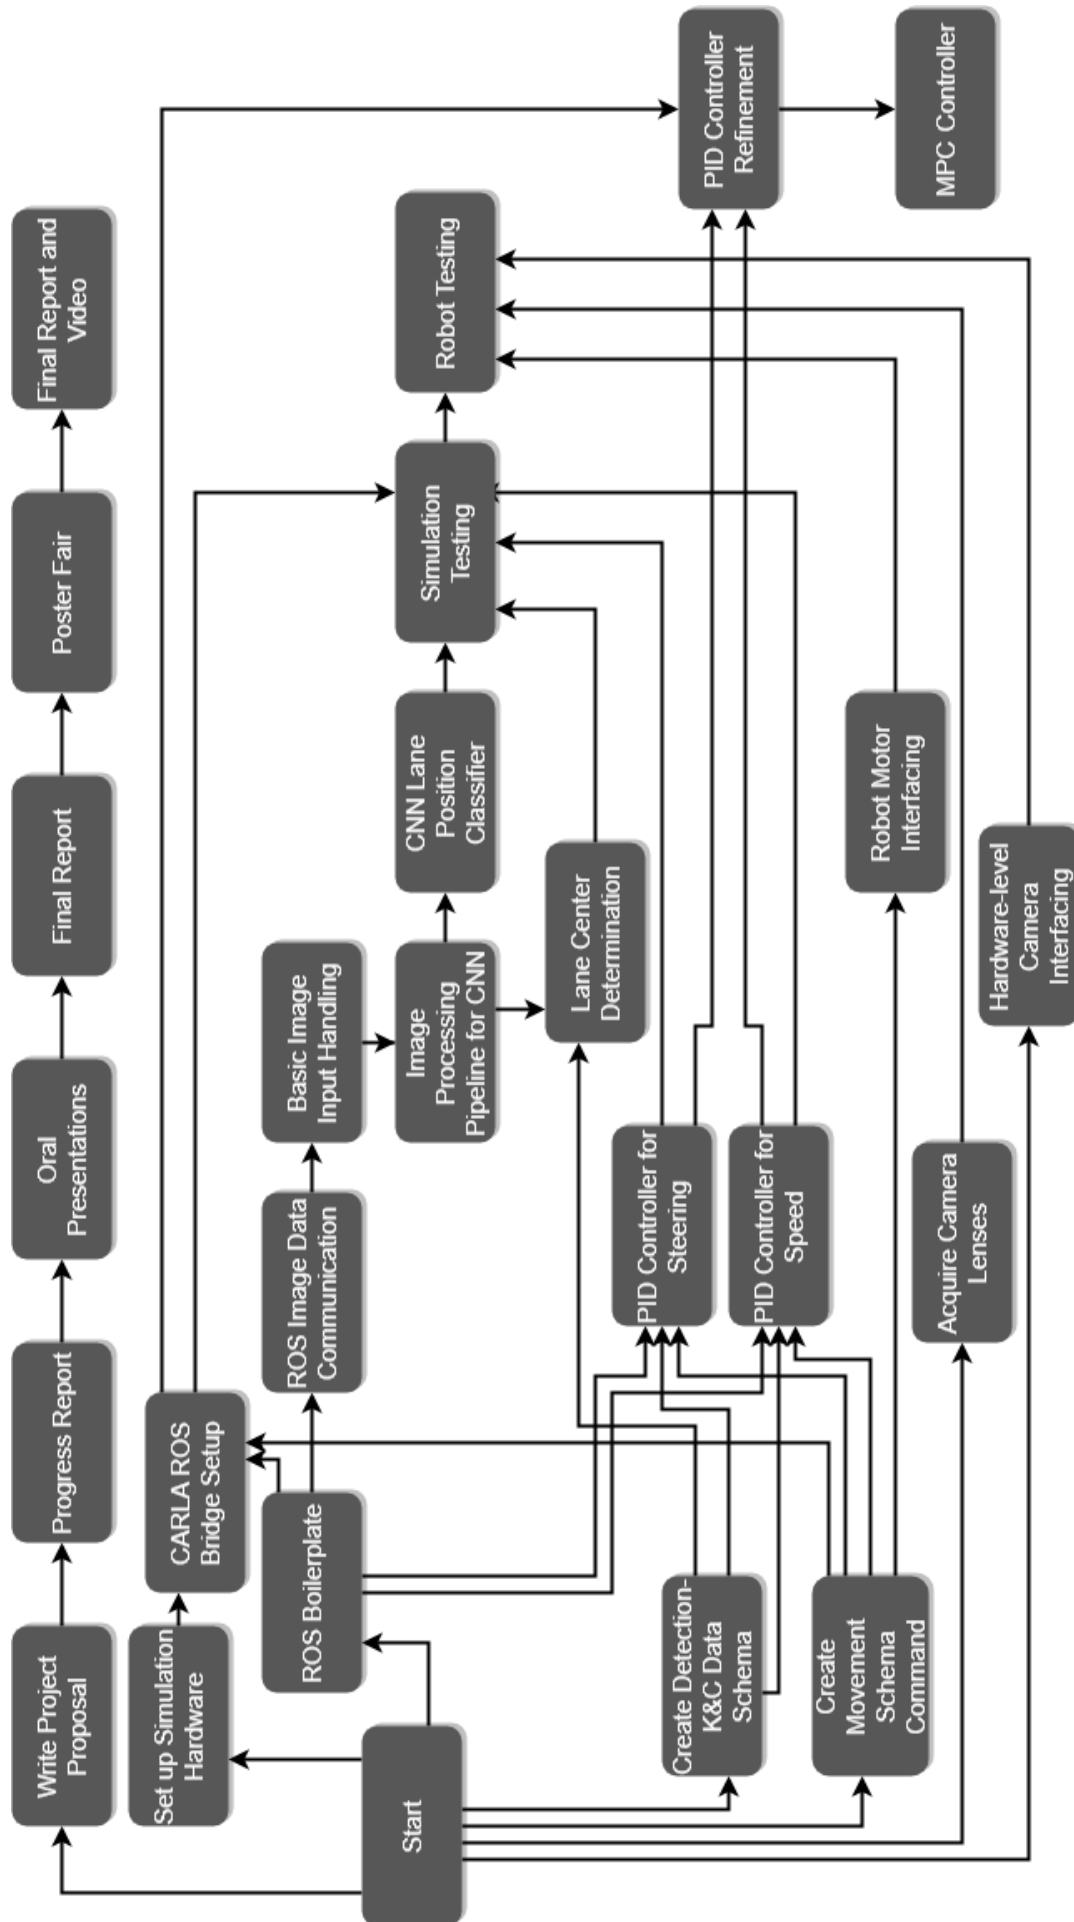 Start
Write Project
Proposal
Progress Report
Oral
Presentations
Final Report
Poster Fair
Final Report and
Video
Set up Simulation
Hardware
CARLA ROS
Bridge Setup
ROS Boilerplate
ROS Image Data
Communication
Basic Image
Input Handling
Image
Processing
Pipeline for CNN
CNN Lane
Position
Classifier
Simulation
Testing
Robot Testing
Lane Center
Determination
Create Detection-
K&C Data
Schema
PID Controller for
Steering
PID Controller for
Speed
PID Controller
Refinement
MPC Controller
Create
Movement
Schema
Command
Robot Motor
Interfacing
Acquire Camera
Lenses
Hardware-level
Camera
Interfacing